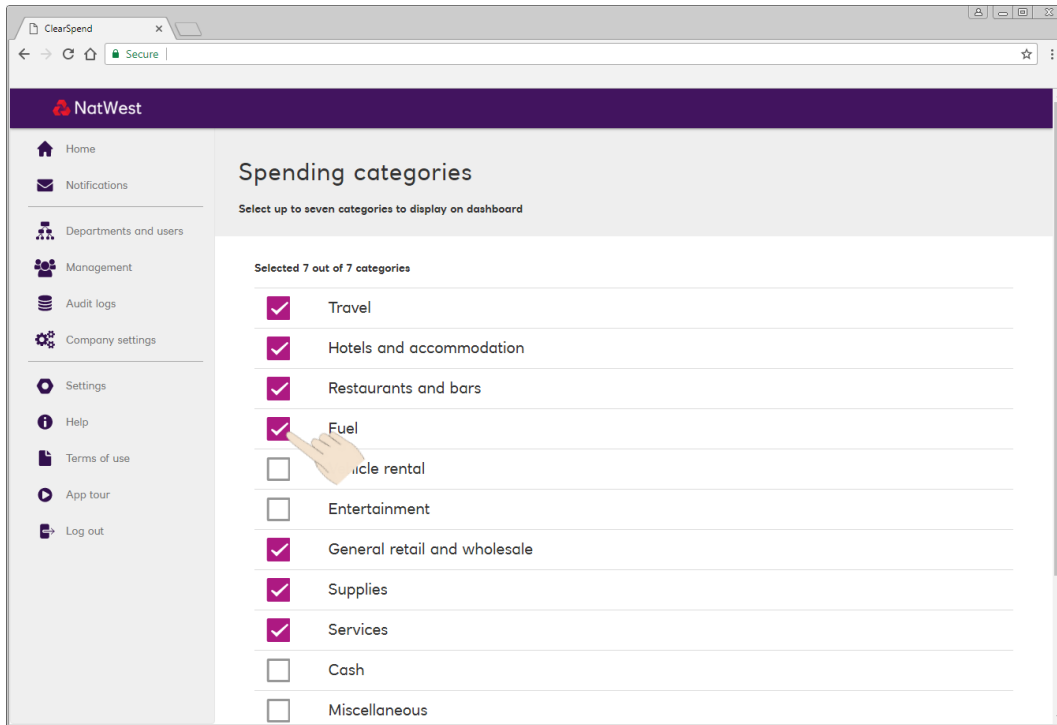 ClearSpend
Secure
NatWest
Home
Notifications
Departments and users
Management
Audit logs
Company settings
Settings
Help
Terms of use
App tour
Log out
Spending categories
Select up to seven categories to display on dashboard
Selected 7 out of 7 categories
Travel
Hotels and accommodation
Restaurants and bars
Fuel
rental
Entertainment
General retail and wholesale
Supplies
Services
Cash
Miscellaneous